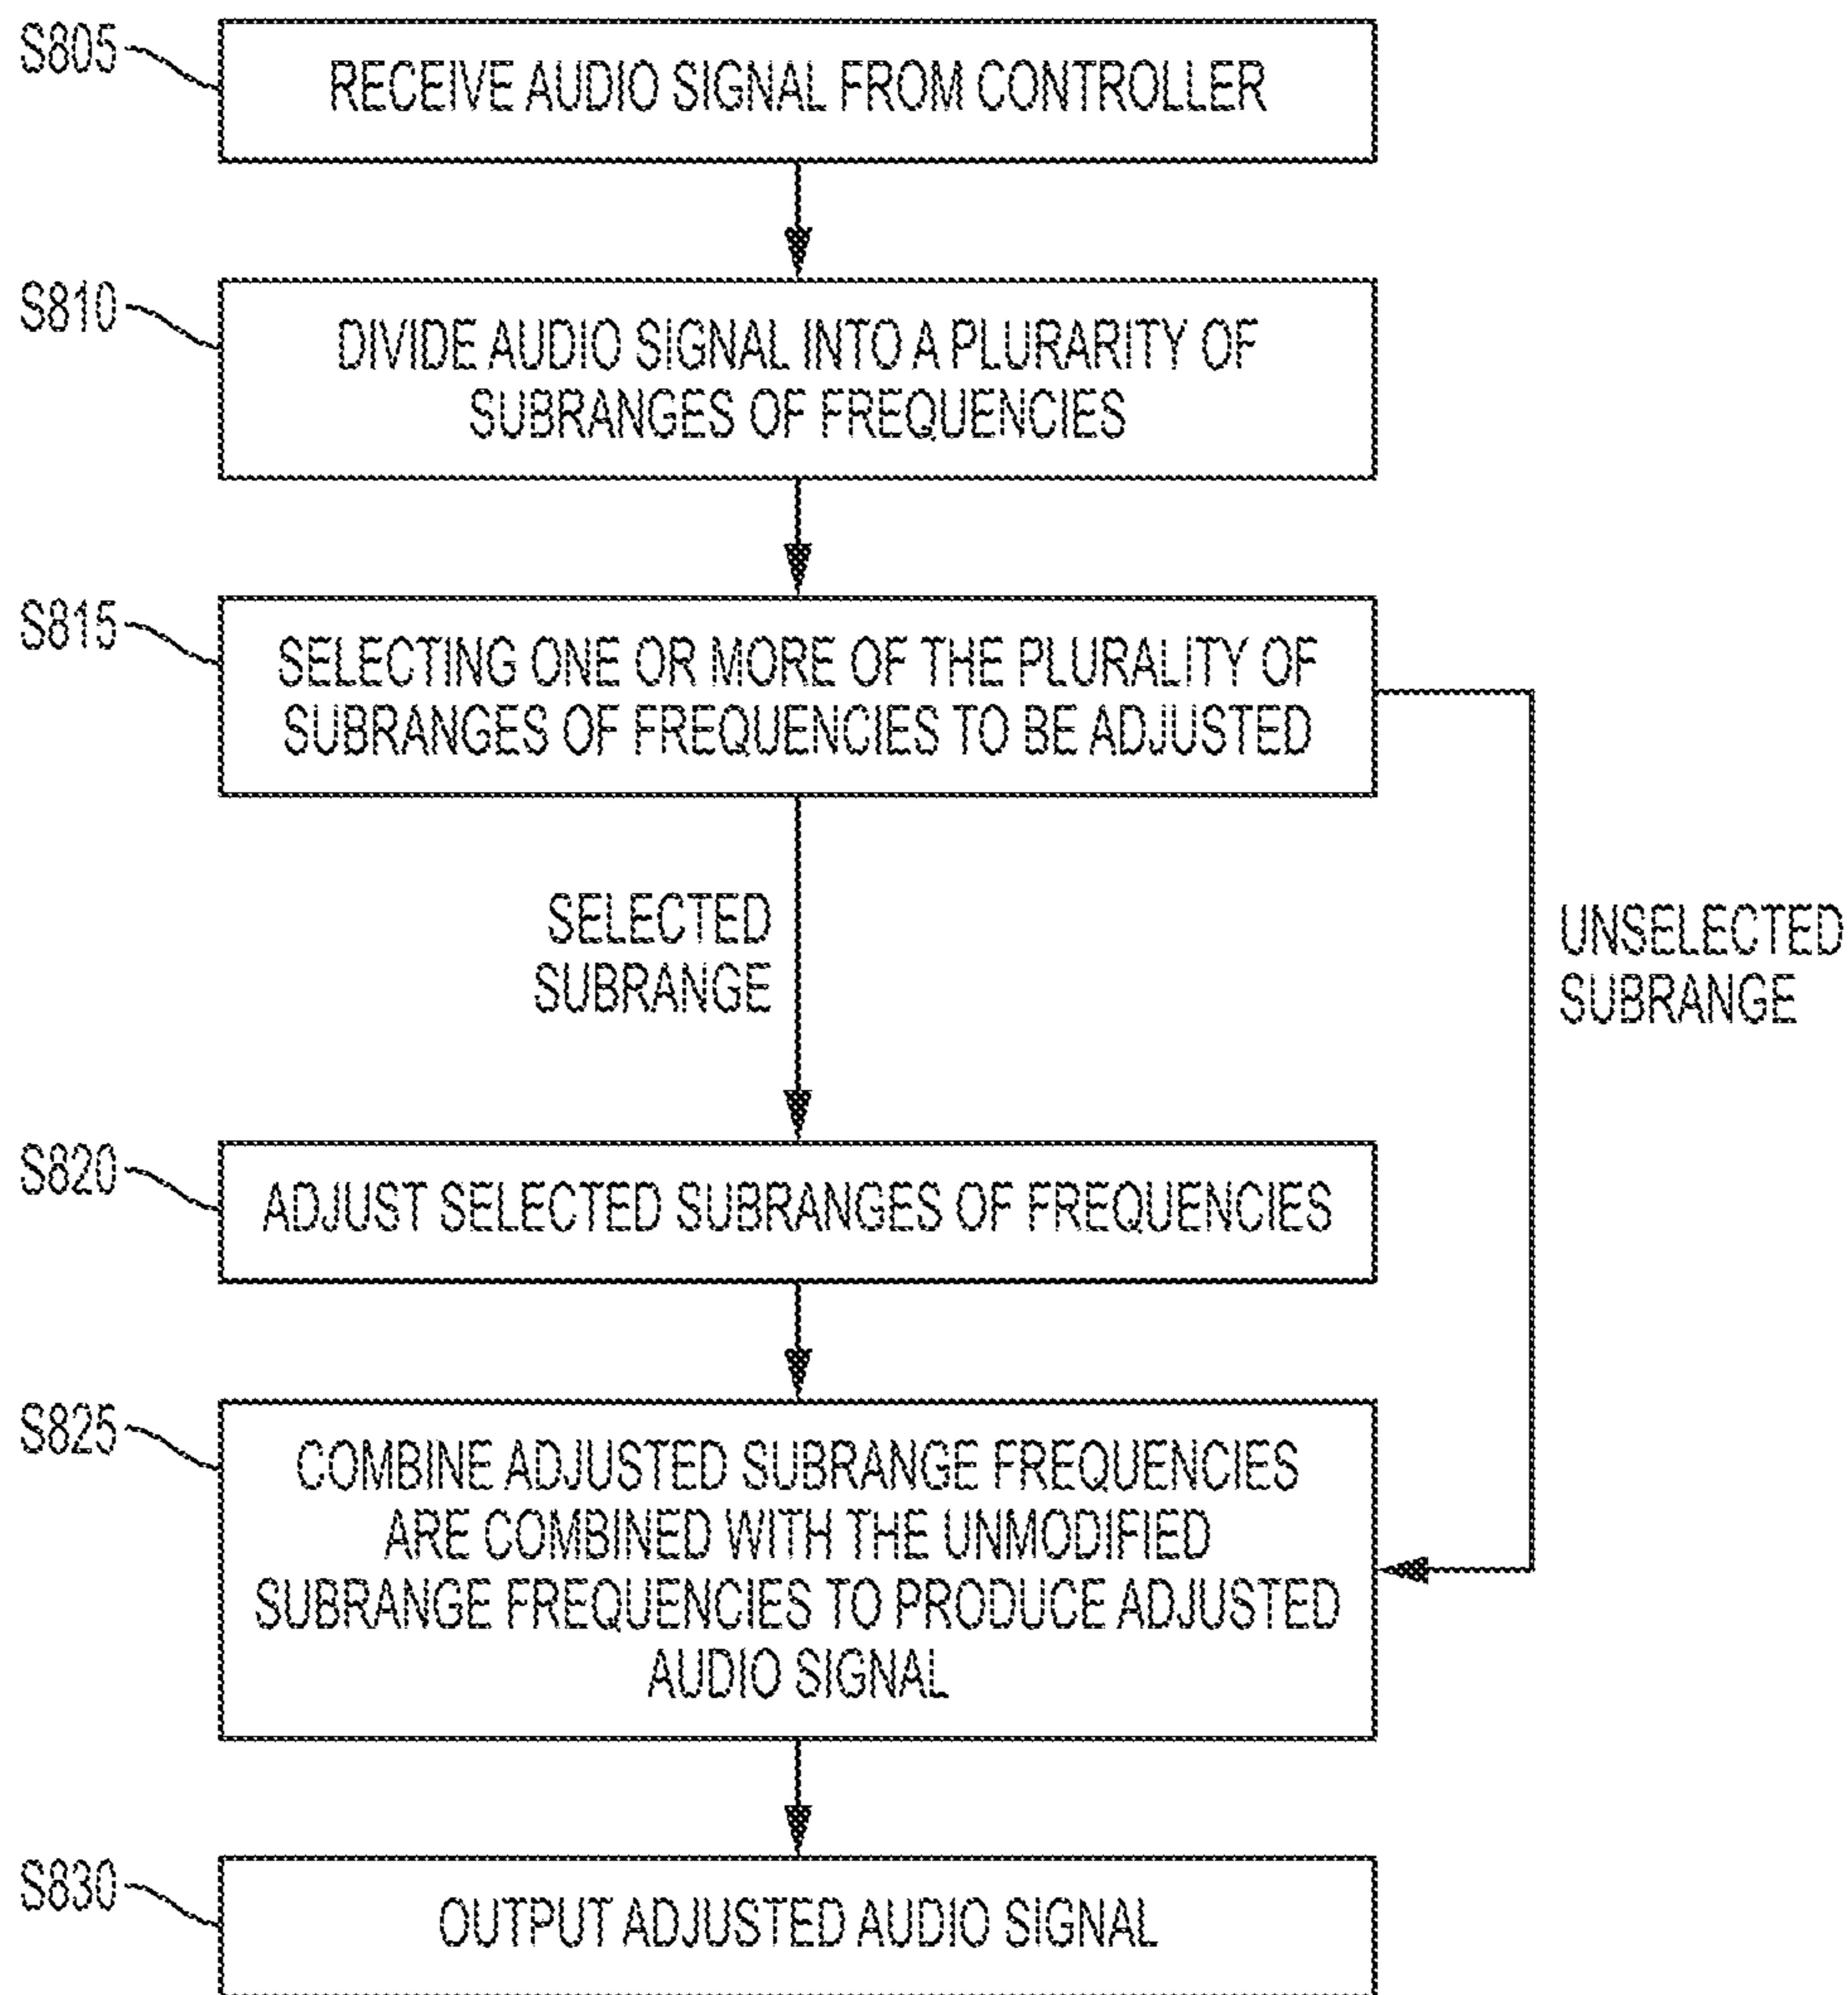 S805
RECEIVE AUDIO SIGNAL FROM CONTROLLER
S810
DIVIDE AUDIO SIGNAL INTO A PLURARITY OF
SUBRANGES OF FREQUENCIES
S815
SELECTING ONE OR MORE OF THE PLURALITY OF
SUBRANGES OF FREQUENCIES TO BE ADJUSTED
SELECTED
SUBRANGE
UNSELECTED
SUBRANGE
S820
ADJUST SELECTED SUBRANGES OF FREQUENCIES
S825
COMBINE ADJUSTED SUBRANGE FREQUENCIES
ARE COMBINED WITH THE UNMODIFIED
SUBRANGE FREQUENCIES TO PRODUCE ADJUSTED
AUDIO SIGNAL
S830
OUTPUT ADJUSTED AUDIO SIGNAL